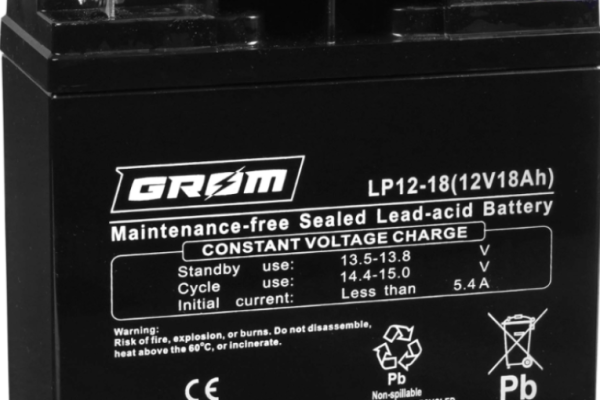 GROM
LP12-18(12V18Ah)
Maintenance-free Sealed Lead-acid Battery
CONSTANT VOLTAGE CHARGE
Standby use: 13.5-13.8 V
Cycle use: 14.4-15.0 V
Initial current: Less than 5.4A
Warning:
Risk of fire, explosion, or burns. Do not disassemble,
heat above the 60°C, or incinerate.
CE
Pb
Non-spillable
Pb